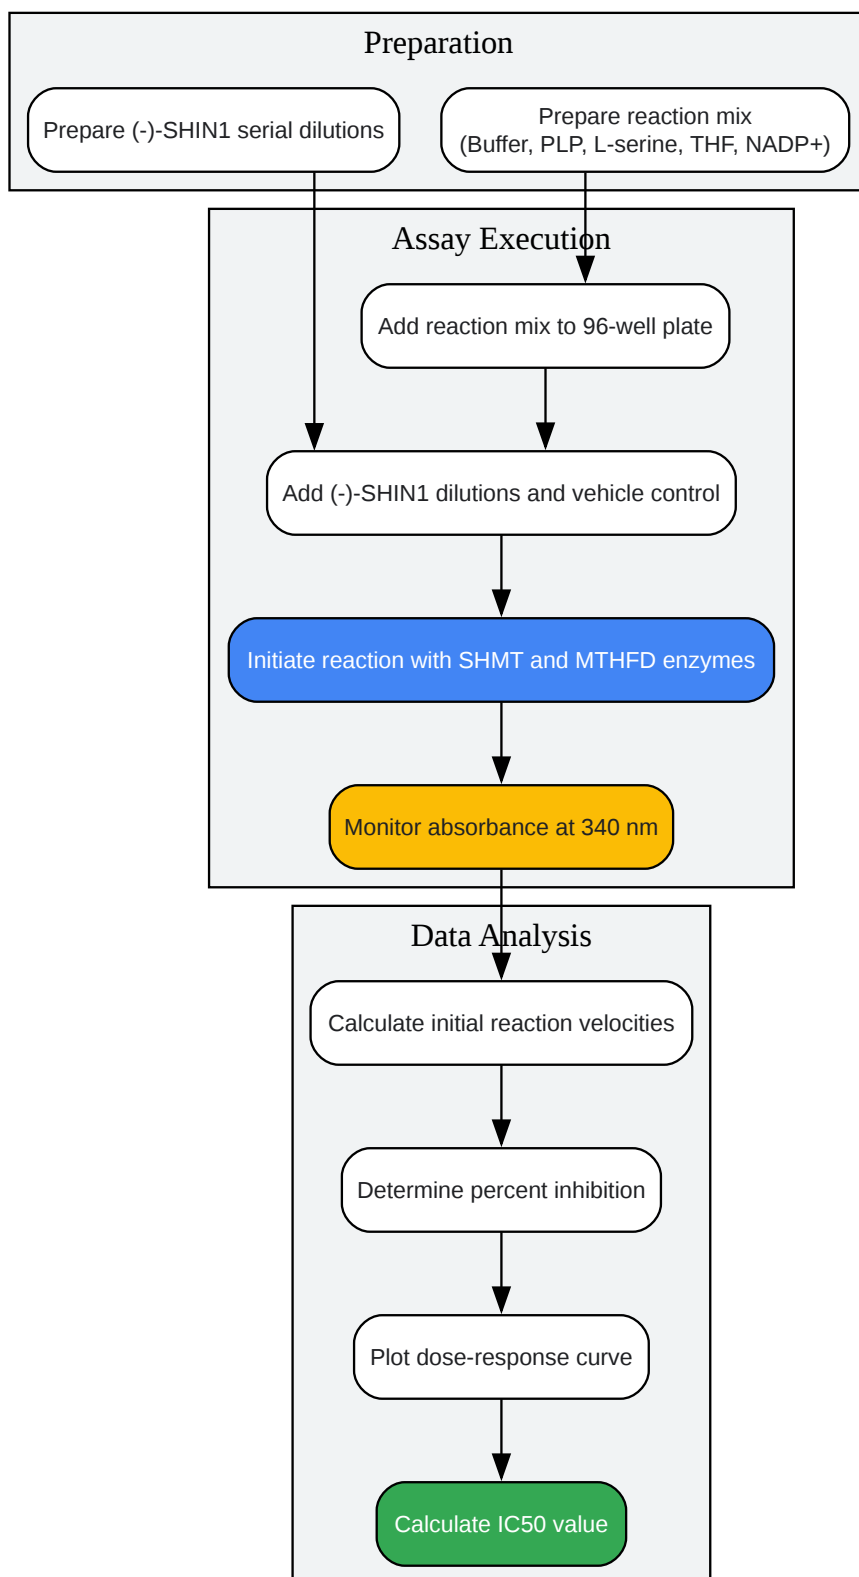 Preparation
Prepare (-)-SHIN1 serial dilutions
Prepare reaction mix
(Buffer, PLP, L-serine, THF, NADP+)
Assay Execution
Add reaction mix to 96-well plate
Add (-)-SHIN1 dilutions and vehicle control
Initiate reaction with SHMT and MTHFD enzymes
Monitor absorbance at 340 nm
Data Analysis
Calculate initial reaction velocities
Determine percent inhibition
Plot dose-response curve
Calculate IC50 value